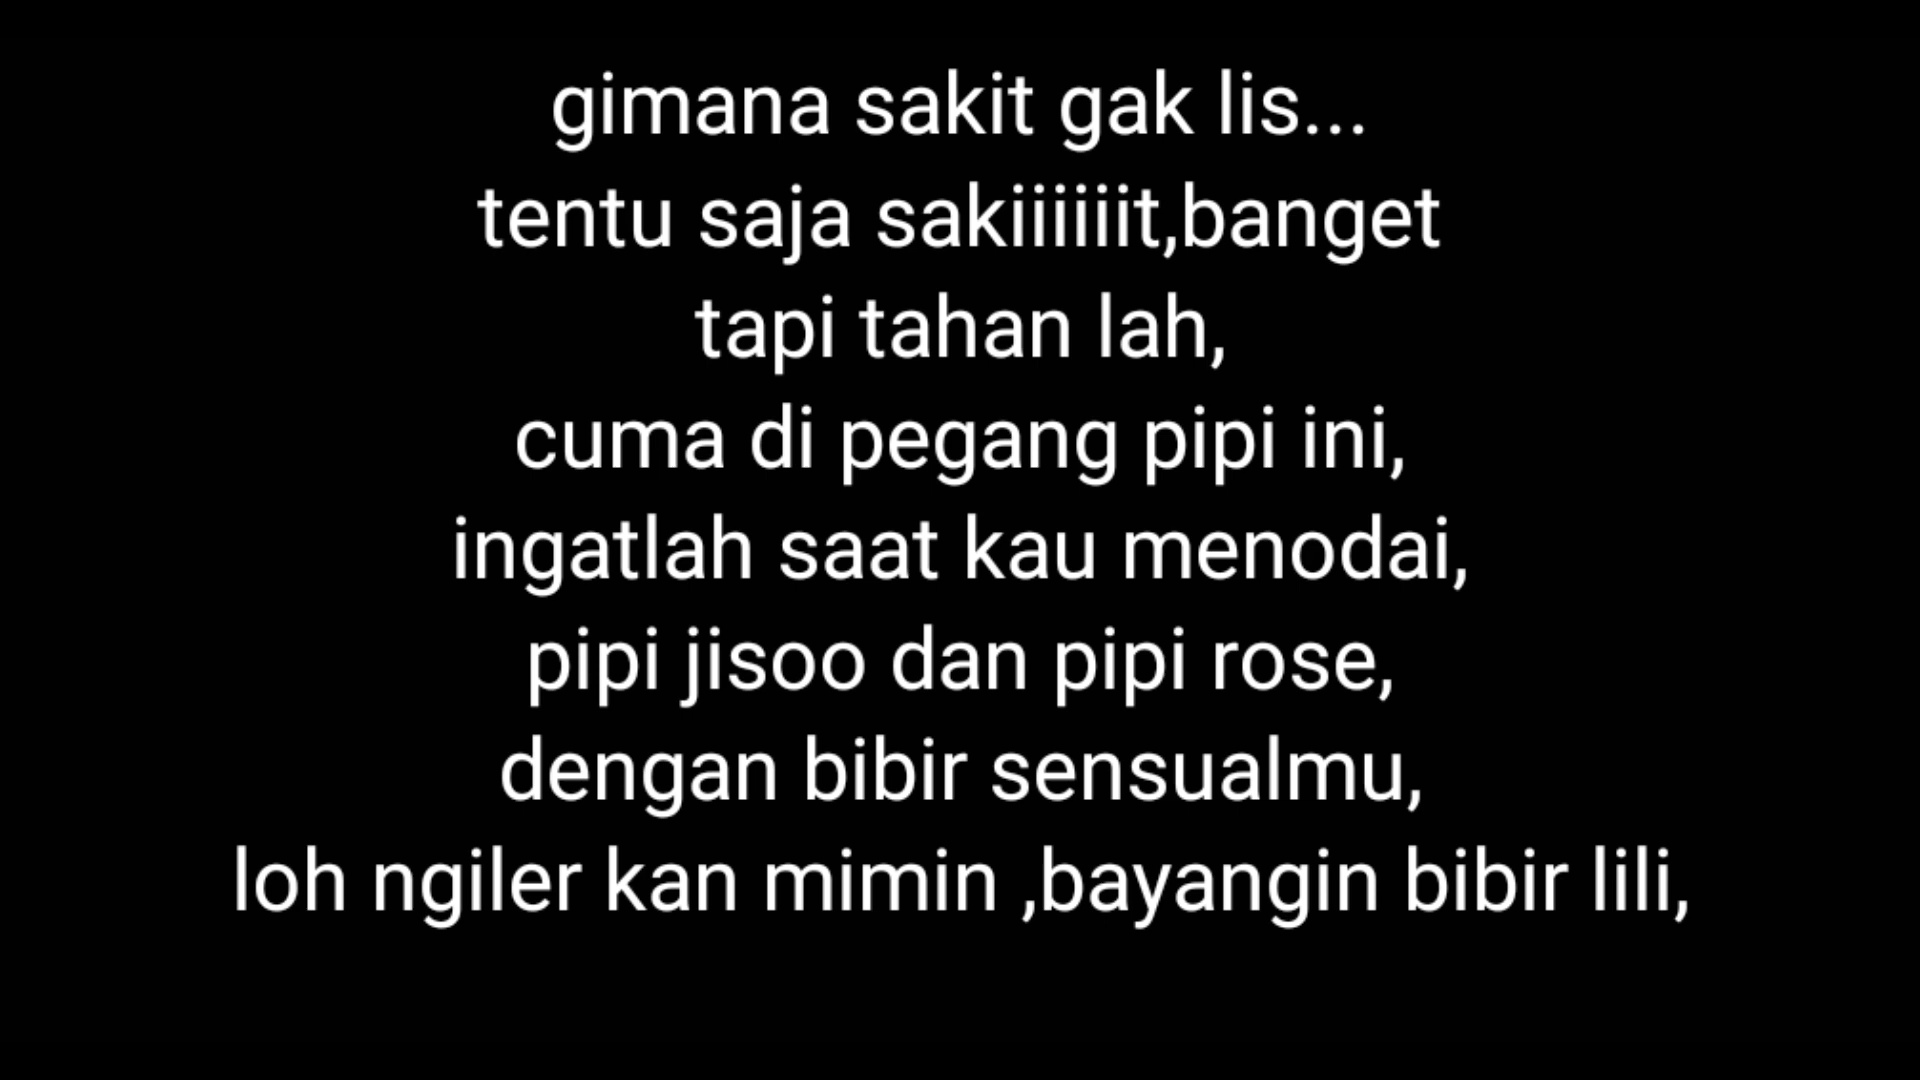 gimana sakit gak lis...
tentu saja sakiiiiiit,banget
tapi tahan lah,
cuma di pegang pipi ini,
ingatlah saat kau menodai,
pipi jisoo dan pipi rose,
dengan bibir sensualmu,
loh ngiler kan mimin ,bayangin bibir lili,